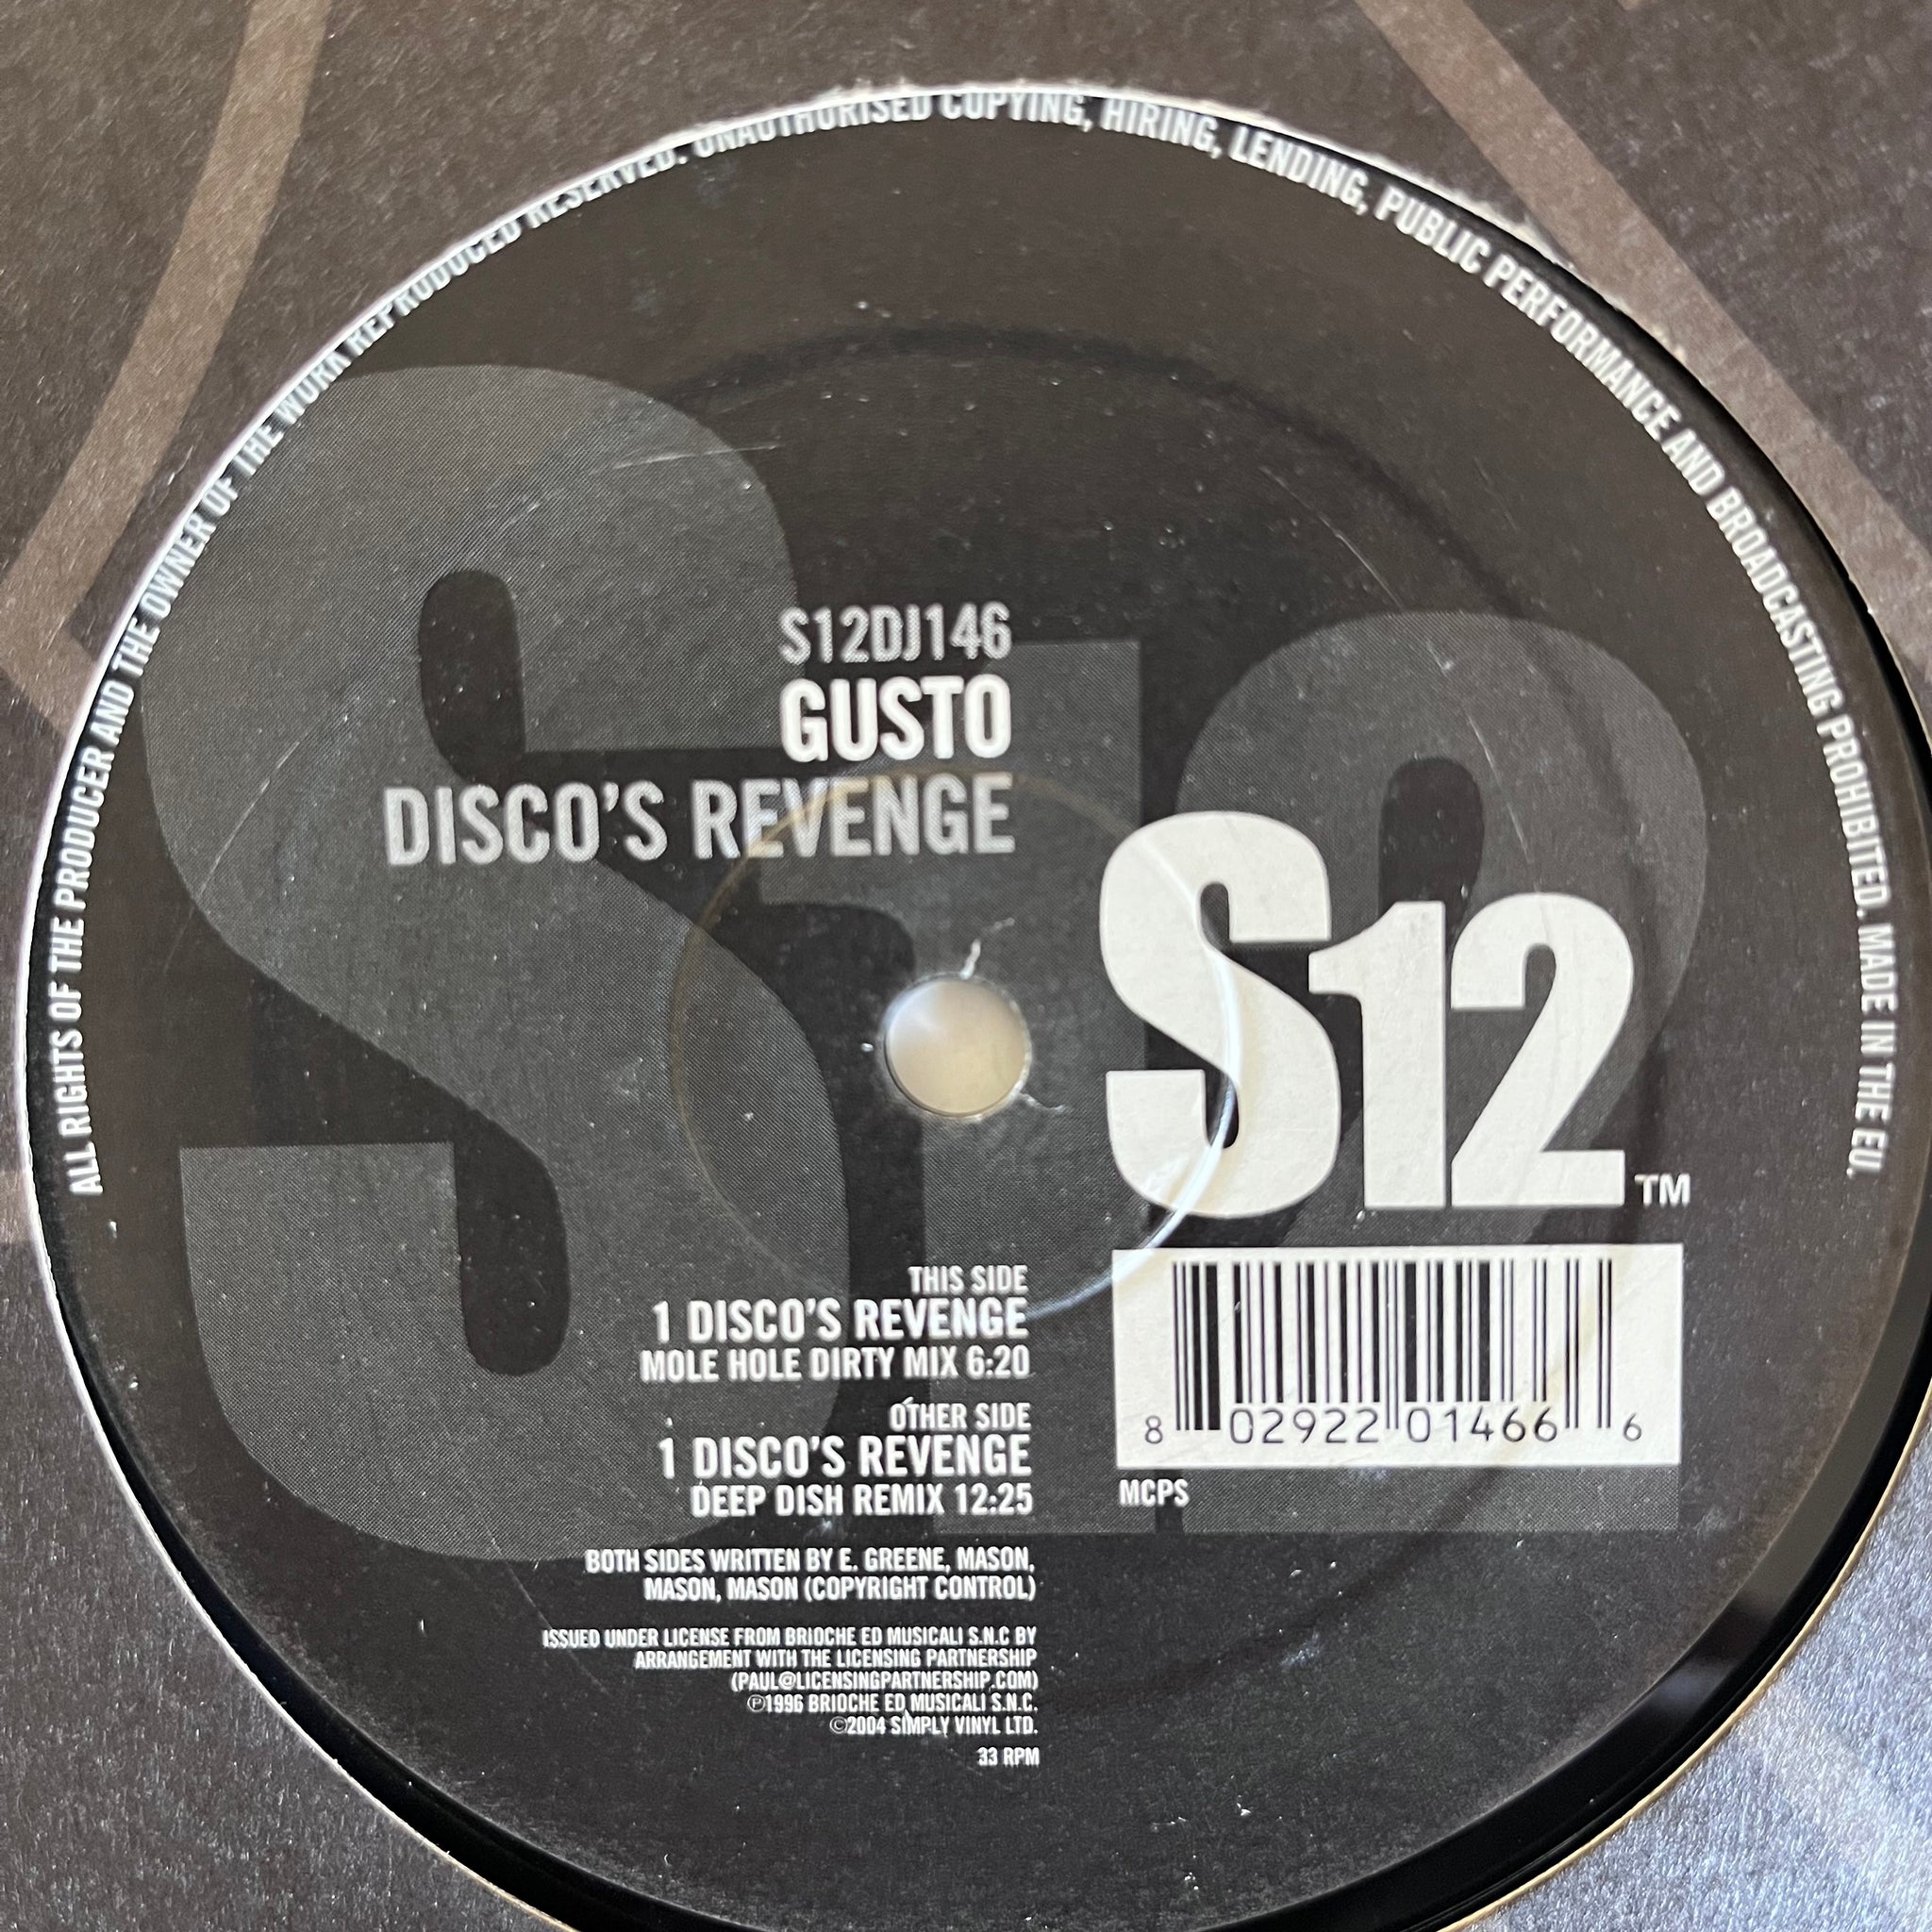 ALL RIGHTS OF THE PRODUCER AND THE OWNER OF THE WORK REPRODUCED RESERVED. UNAUTHORISED COPYING, HIRING, LENDING, PUBLIC PERFORMANCE AND BROADCASTING PROHIBITED. MADE IN THE EU.
S12
S12DJ146
GUSTO
DISCO'S REVENGE
S12 TM
THIS SIDE
1 DISCO'S REVENGE
MOLE HOLE DIRTY MIX 6:20
OTHER SIDE
1 DISCO'S REVENGE
DEEP DISH REMIX 12:25
8 02922 01466 6
MCPS
BOTH SIDES WRITTEN BY E. GREENE, MASON,
MASON, MASON (COPYRIGHT CONTROL)
ISSUED UNDER LICENSE FROM BRIOCHE ED MUSICALI S.N.C BY
ARRANGEMENT WITH THE LICENSING PARTNERSHIP
(PAUL@LICENSINGPARTNERSHIP.COM)
℗1996 BRIOCHE ED MUSICALI S.N.C.
©2004 SIMPLY VINYL LTD.
33 RPM